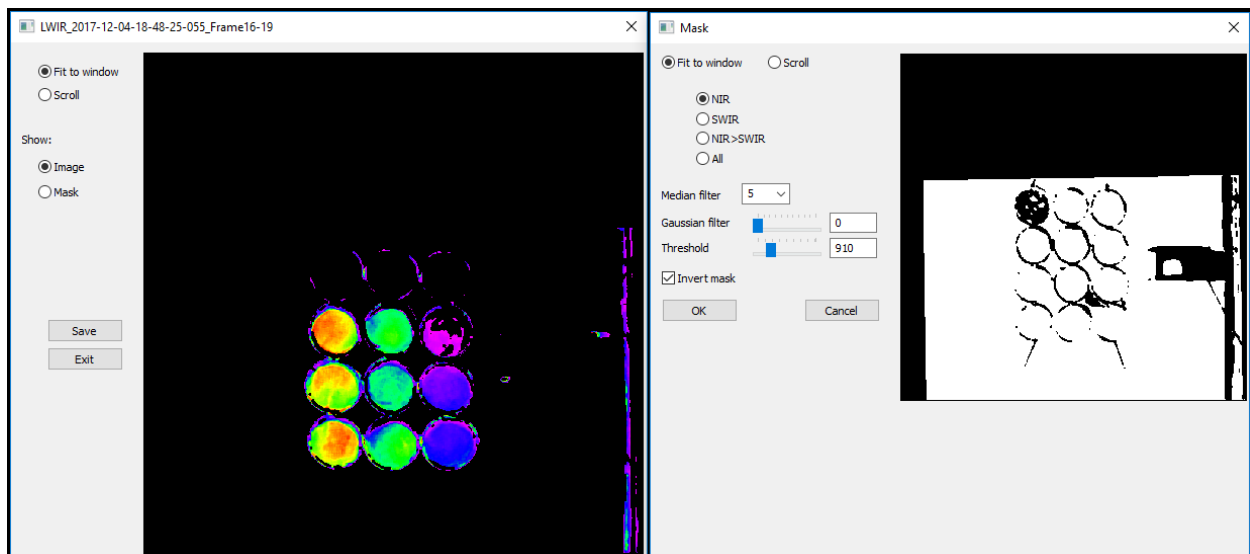 LWIR_2017-12-04-18-48-25-055_Frame16-19
Fit to window
Scroll
Show:
Image
Mask
Save
Exit
Mask
Fit to window Scroll
NIR
SWIR
NIR>SWIR
All
Median filter 5
Gaussian filter 0
Threshold 910
Invert mask
OK Cancel